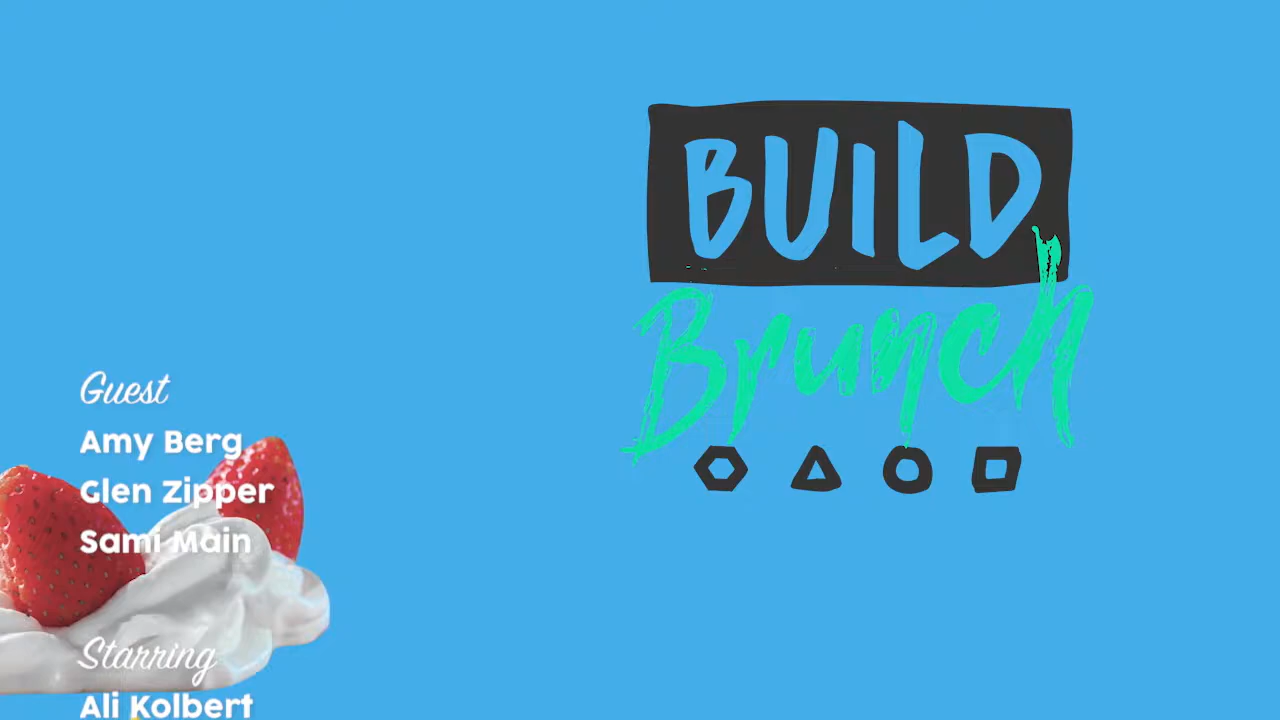 BUILD
Brunch
Guest
Amy Berg
Glen Zipper
Sami Main
Starring
Ali Kolbert